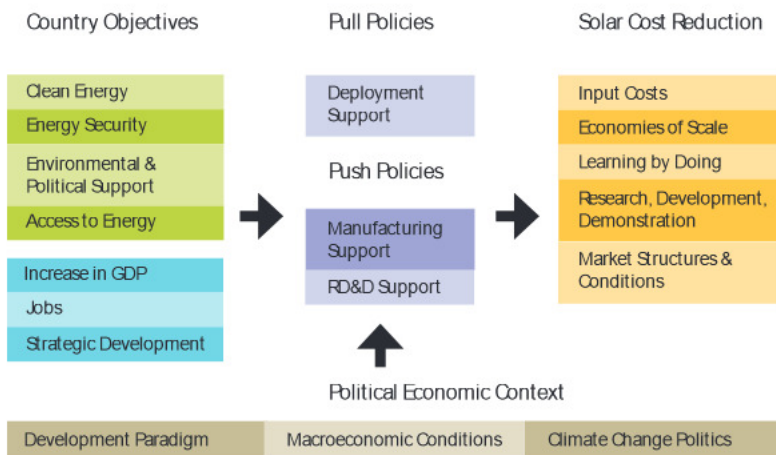 Country Objectives
Clean Energy
Energy Security
Environmental &
Political Support
Access to Energy
Increase in GDP
Jobs
Strategic Development
Pull Policies
Deployment
Support
Push Policies
Manufacturing
Support
RD&D Support
Political Economic Context
Solar Cost Reduction
Input Costs
Economies of Scale
Learning by Doing
Research, Development,
Demonstration
Market Structures &
Conditions
Development Paradigm
Macroeconomic Conditions
Climate Change Politics